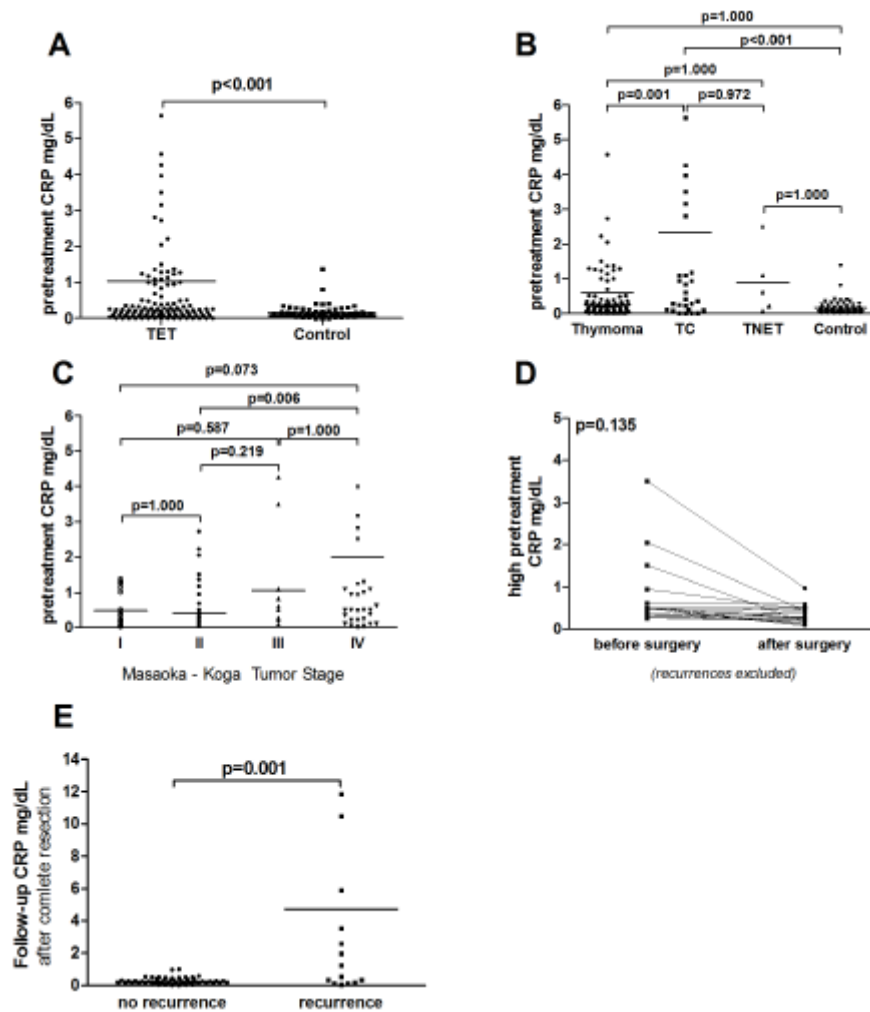 A
p<0.001
pretreatment CRP mg/dL
6
5
4
3
2
1
0
TET Control
B
p=1.000
p<0.001
p=1.000
p=0.001 p=0.972
p=1.000
pretreatment CRP mg/dL
6
5
4
3
2
1
0
Thymoma TC TNET Control
C
p=0.073
p=0.006
p=0.587 p=1.000
p=0.219
p=1.000
pretreatment CRP mg/dL
6
5
4
3
2
1
0
I II III IV
Masaoka - Koga Tumor Stage
D
p=0.135
high pretreatment
CRP mg/dL
5
4
3
2
1
0
before surgery after surgery
(recurrences excluded)
E
p=0.001
Follow-up CRP mg/dL
after comlete resection
14
12
10
8
6
4
2
0
no recurrence recurrence